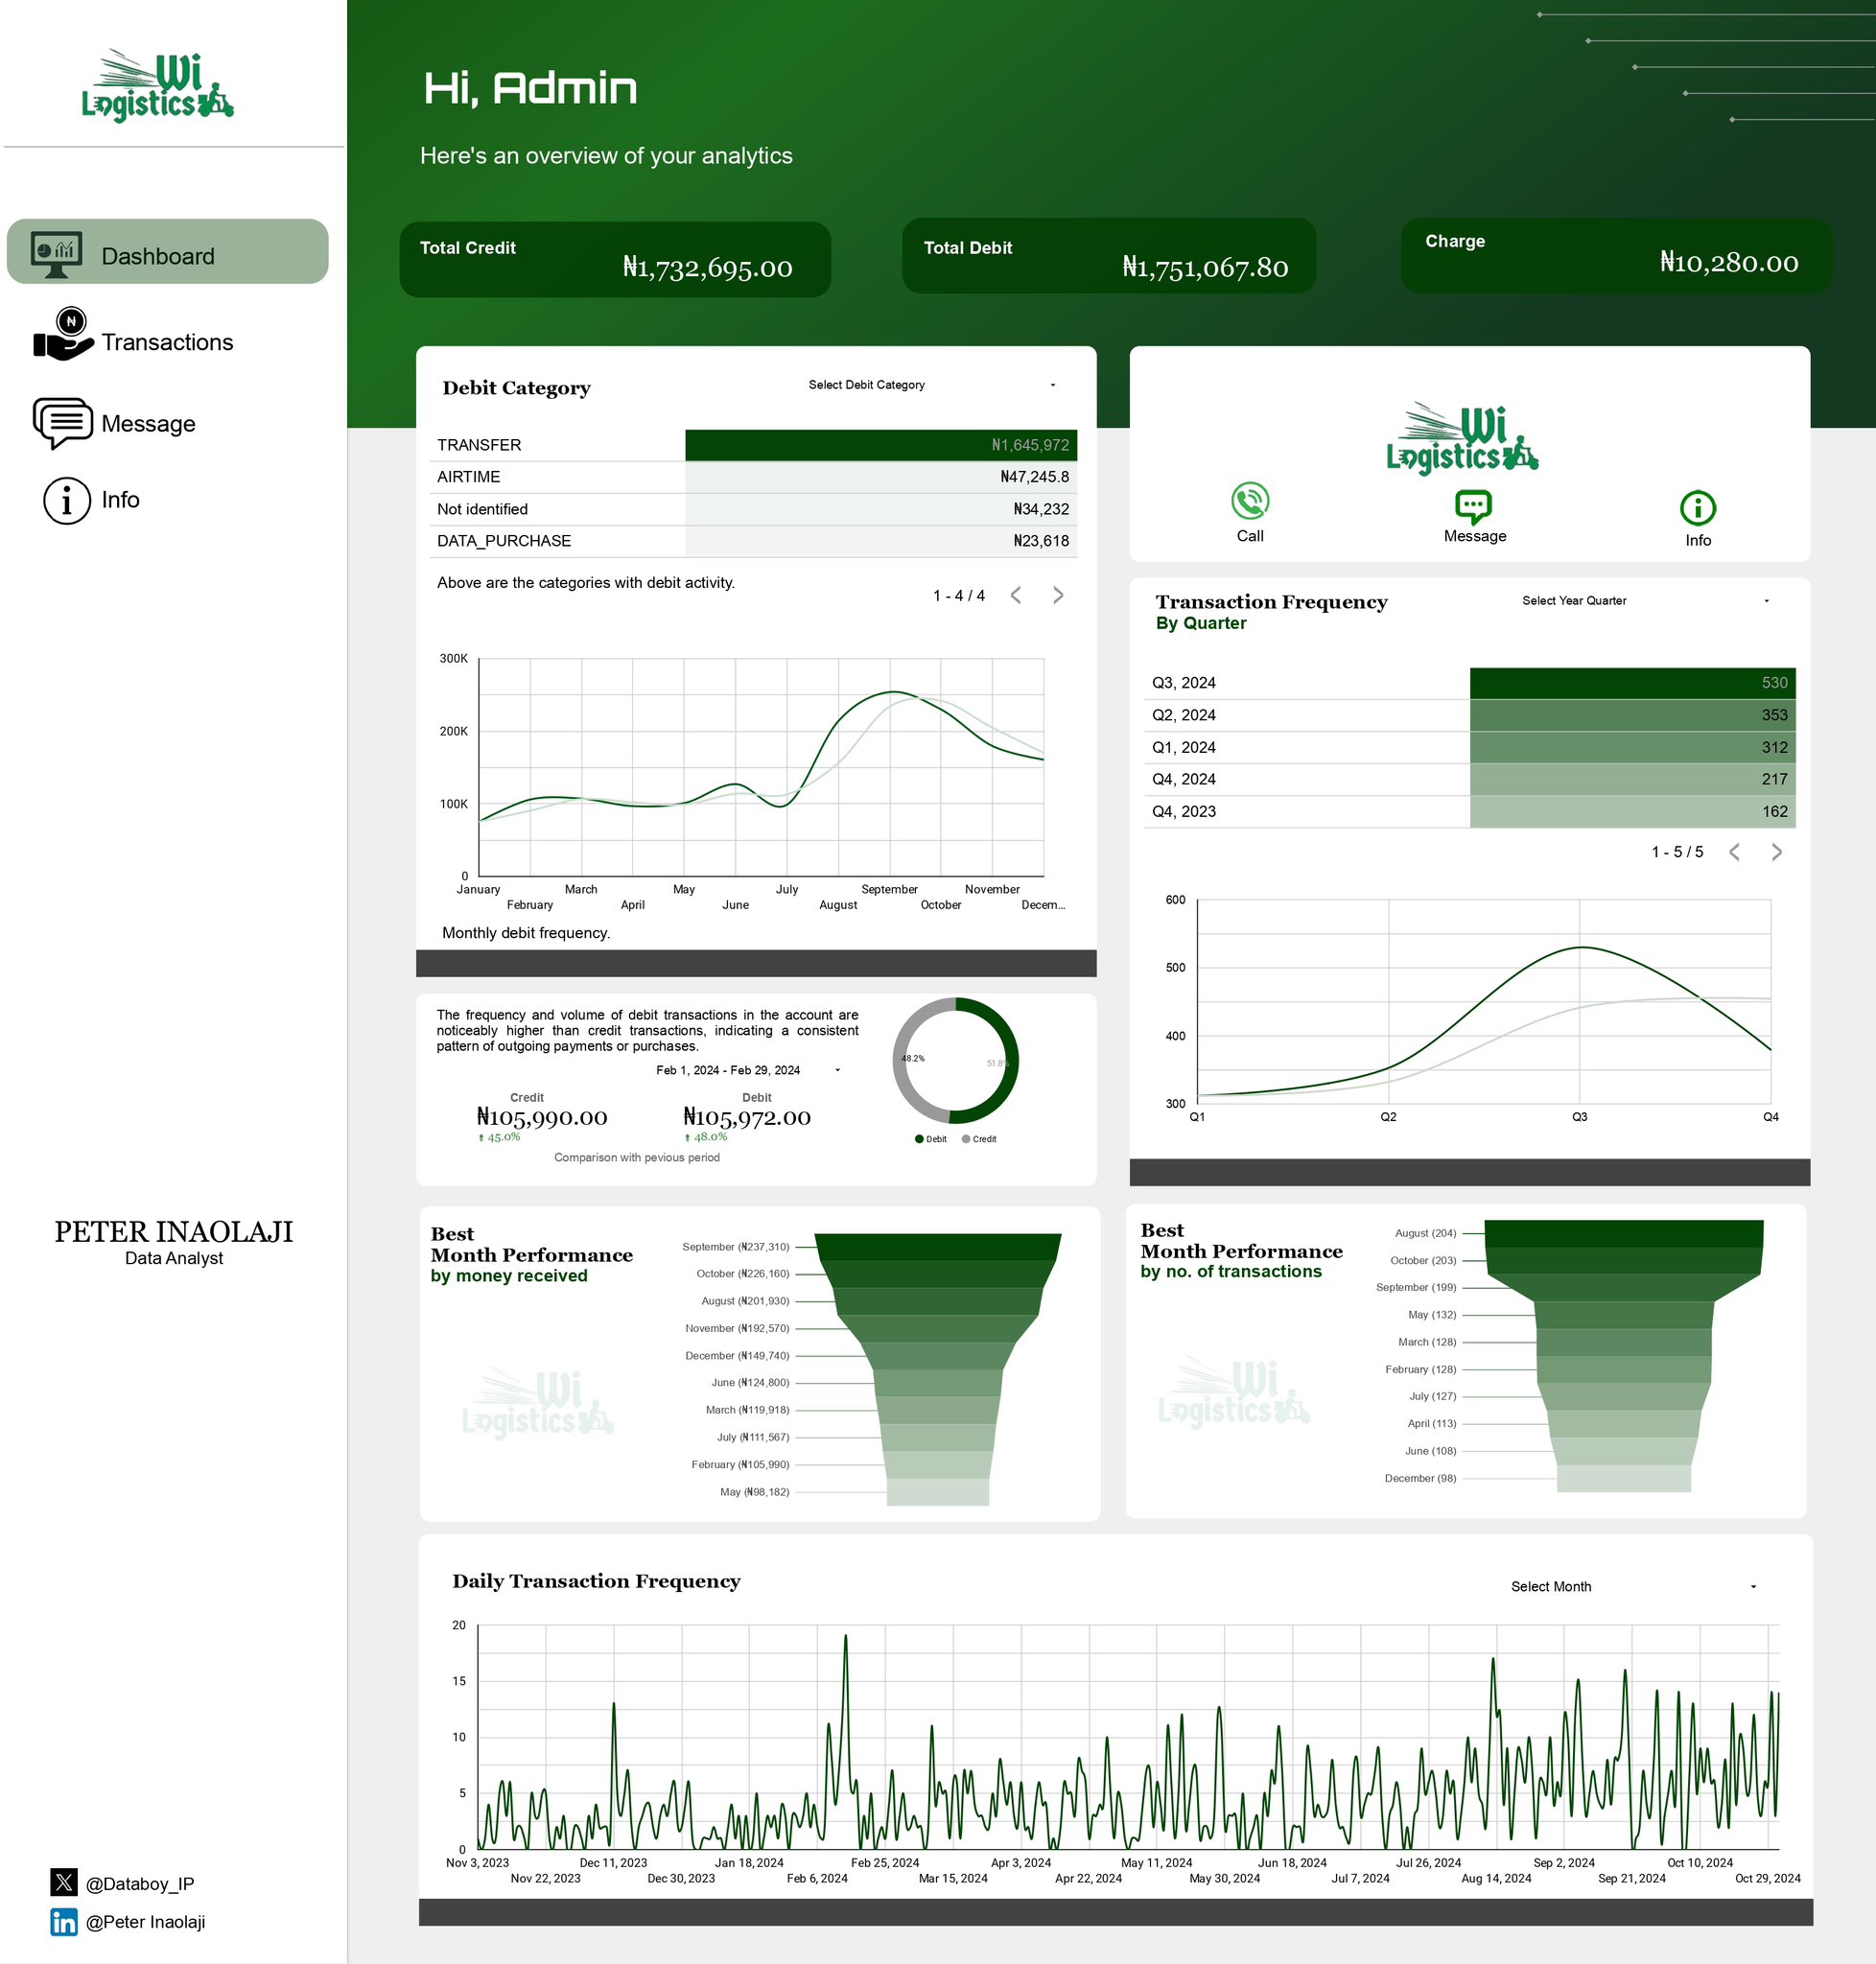 Wi
Logistics
Dashboard
Transactions
Message
Info
PETER INAOLAJI
Data Analyst
@Databoy_IP
@Peter Inaolaji
Hi, Admin
Here's an overview of your analytics
Total Credit
₦1,732,695.00
Total Debit
₦1,751,067.80
Charge
₦10,280.00
Debit Category
Select Debit Category
TRANSFER ₦1,645,972
AIRTIME ₦47,245.8
Not identified ₦34,232
DATA_PURCHASE ₦23,618
Above are the categories with debit activity.
1 - 4 / 4
300K
200K
100K
0
January February March April May June July August September October November Decem...
Monthly debit frequency.
Wi
Logistics
Call
Message
Info
Transaction Frequency
By Quarter
Select Year Quarter
Q3, 2024 530
Q2, 2024 353
Q1, 2024 312
Q4, 2024 217
Q4, 2023 162
1 - 5 / 5
600
500
400
300
Q1 Q2 Q3 Q4
The frequency and volume of debit transactions in the account are
noticeably higher than credit transactions, indicating a consistent
pattern of outgoing payments or purchases.
Feb 1, 2024 - Feb 29, 2024
Credit
₦105,990.00
45.0%
Debit
₦105,972.00
48.0%
Comparison with pevious period
48.2%
51.8%
Debit Credit
Best
Month Performance
by money received
Wi
Logistics
September (₦237,310)
October (₦226,160)
August (₦201,930)
November (₦192,570)
December (₦149,740)
June (₦124,800)
March (₦119,918)
July (₦111,567)
February (₦105,990)
May (₦98,182)
Best
Month Performance
by no. of transactions
Wi
Logistics
August (204)
October (203)
September (199)
May (132)
March (128)
February (128)
July (127)
April (113)
June (108)
December (98)
Daily Transaction Frequency
Select Month
20
15
10
5
0
Nov 3, 2023 Nov 22, 2023 Dec 11, 2023 Dec 30, 2023 Jan 18, 2024 Feb 6, 2024 Feb 25, 2024 Mar 15, 2024 Apr 3, 2024 Apr 22, 2024 May 11, 2024 May 30, 2024 Jun 18, 2024 Jul 7, 2024 Jul 26, 2024 Aug 14, 2024 Sep 2, 2024 Sep 21, 2024 Oct 10, 2024 Oct 29, 2024